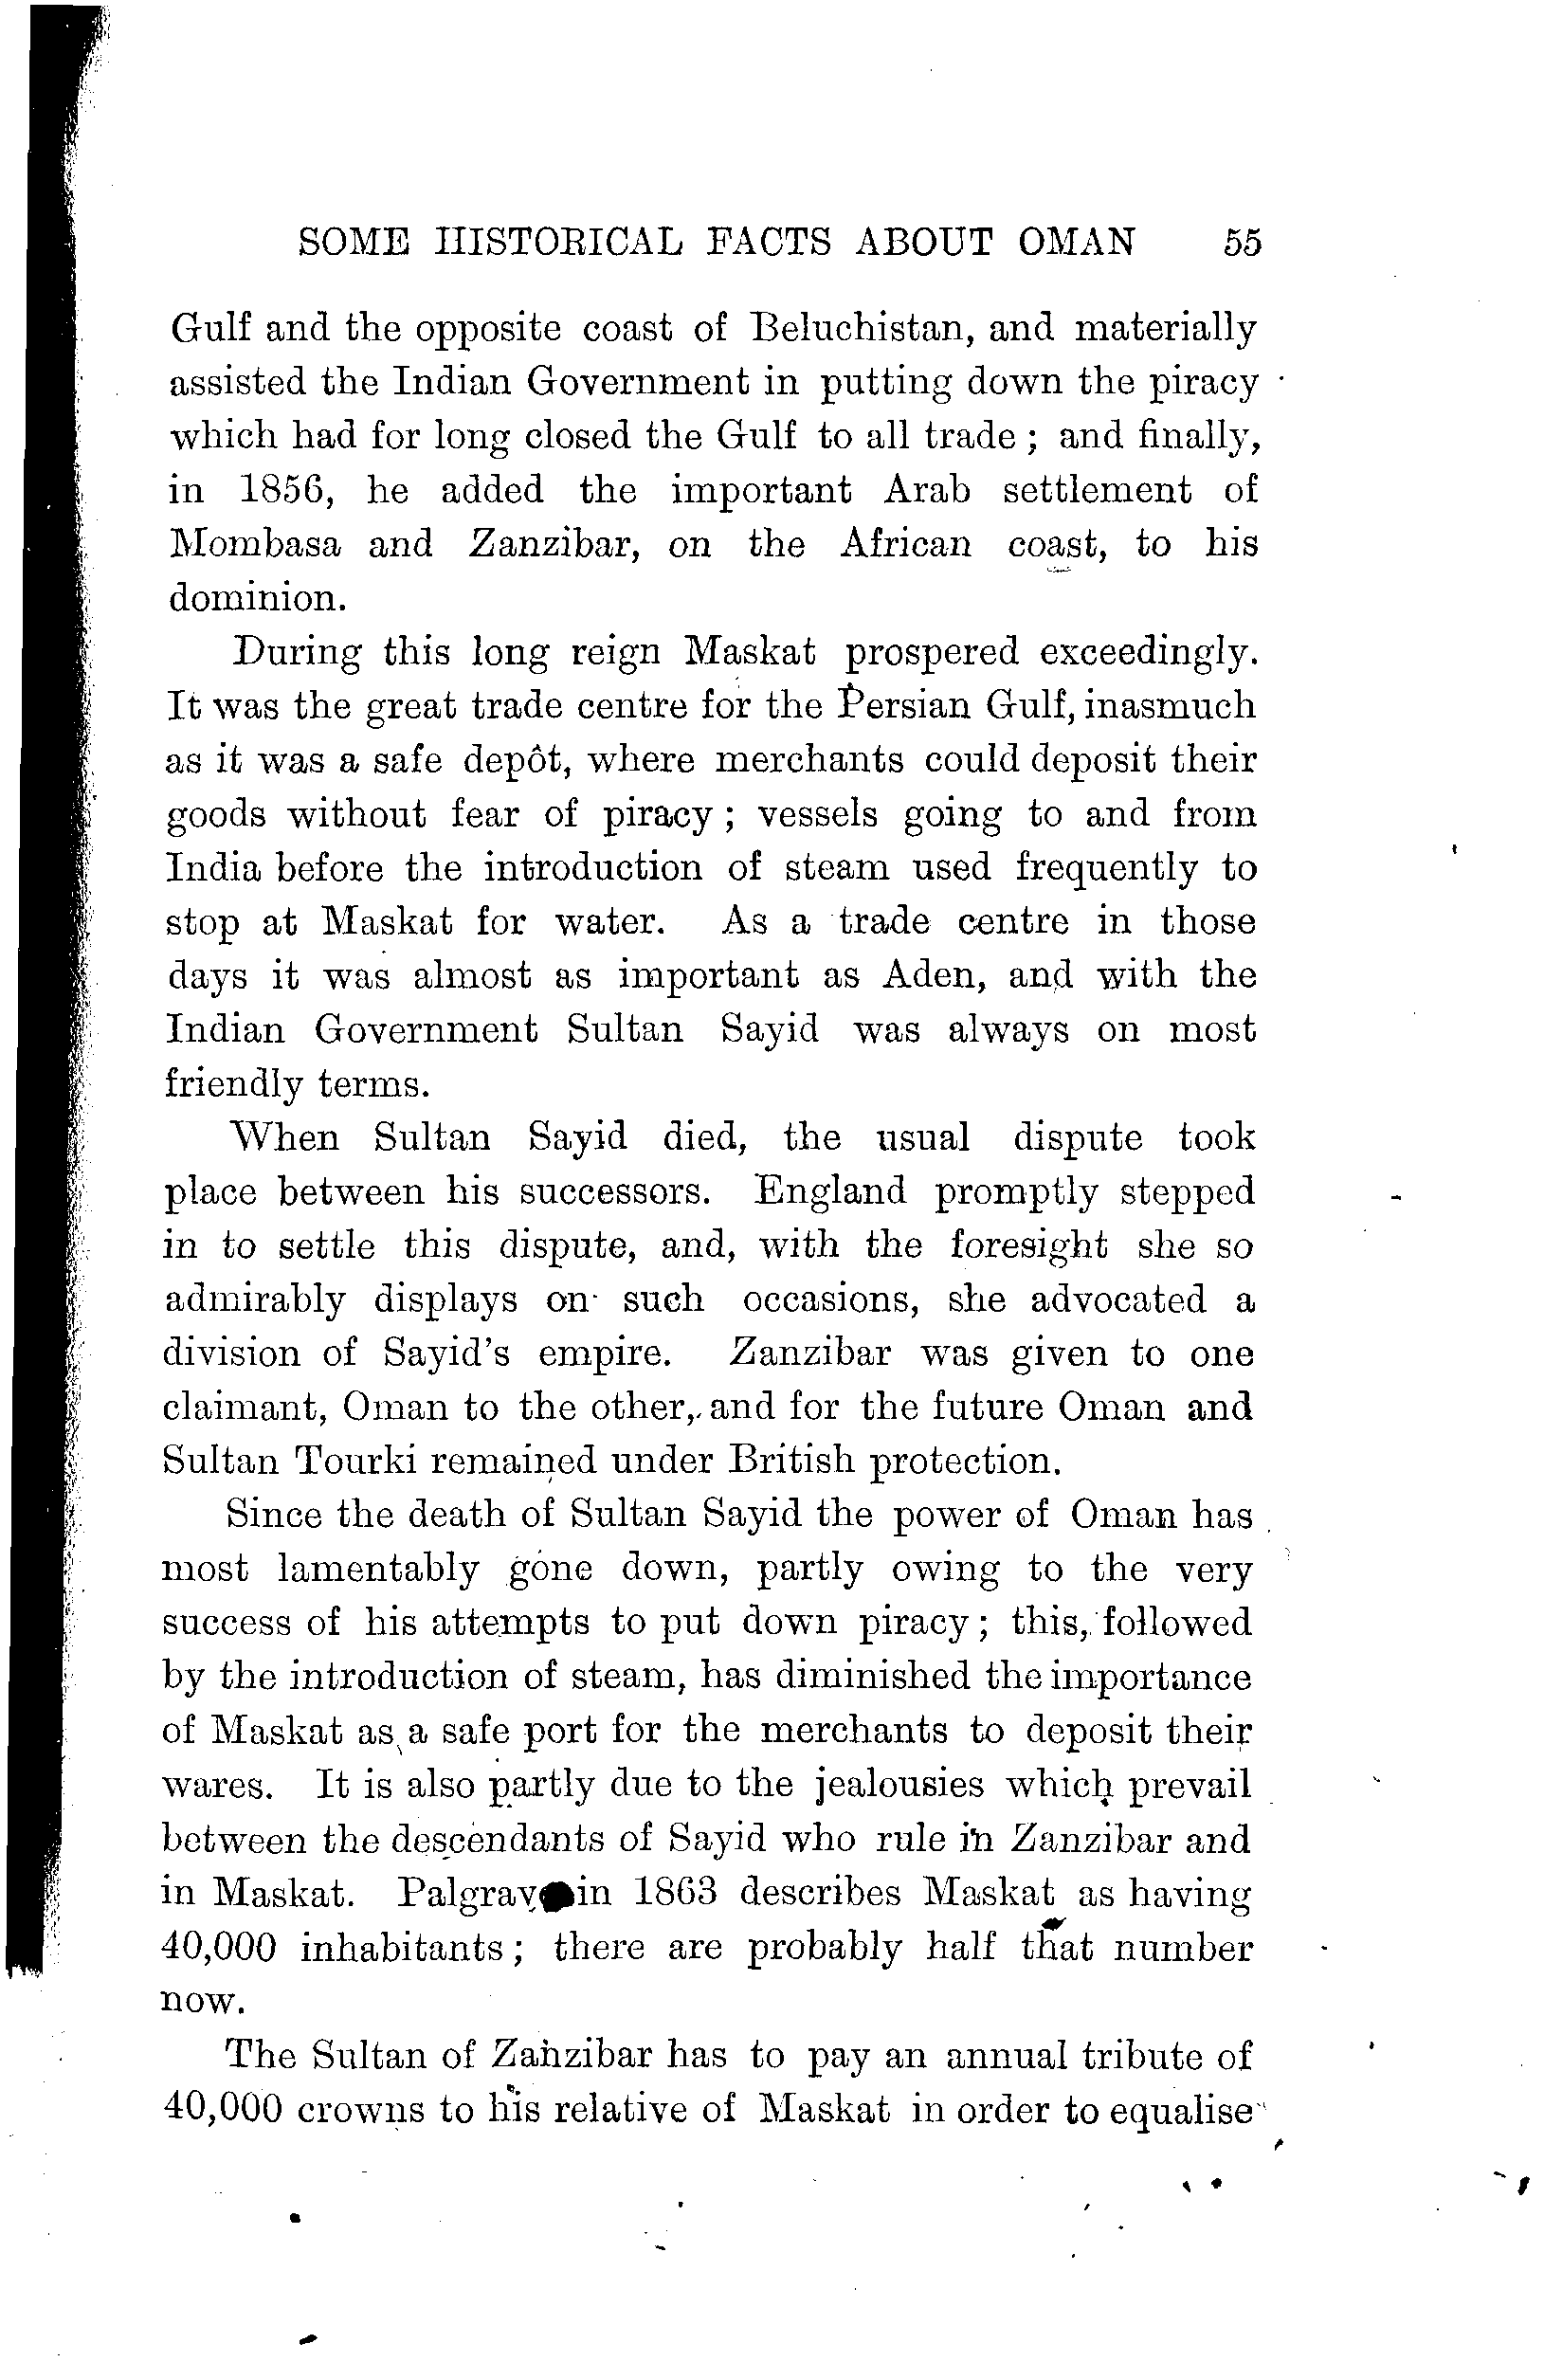 SOME HISTORICAL FACTS ABOUT OMAN 55
Gulf and the opposite coast of Beluchistan, and materially
assisted the Indian Government in putting down the piracy
which had for long closed the Gulf to all trade ; and finally,
in 1856, he added the important Arab settlement of
Mombasa and Zanzibar, on the African coast, to his
dominion.
During this long reign Maskat prospered exceedingly.
It was the great trade centre for the Persian Gulf, inasmuch
as it was a safe depôt, where merchants could deposit their
goods without fear of piracy ; vessels going to and from
India before the introduction of steam used frequently to
stop at Maskat for water. As a trade centre in those
days it was almost as important as Aden, and with the
Indian Government Sultan Sayid was always on most
friendly terms.
When Sultan Sayid died, the usual dispute took
place between his successors. England promptly stepped
in to settle this dispute, and, with the foresight she so
admirably displays on such occasions, she advocated a
division of Sayid's empire. Zanzibar was given to one
claimant, Oman to the other, and for the future Oman and
Sultan Tourki remained under British protection.
Since the death of Sultan Sayid the power of Oman has
most lamentably gone down, partly owing to the very
success of his attempts to put down piracy ; this, followed
by the introduction of steam, has diminished the importance
of Maskat as a safe port for the merchants to deposit their
wares. It is also partly due to the jealousies which prevail
between the descendants of Sayid who rule in Zanzibar and
in Maskat. Palgrave in 1863 describes Maskat as having
40,000 inhabitants ; there are probably half that number
now.
The Sultan of Zanzibar has to pay an annual tribute of
40,000 crowns to his relative of Maskat in order to equalise